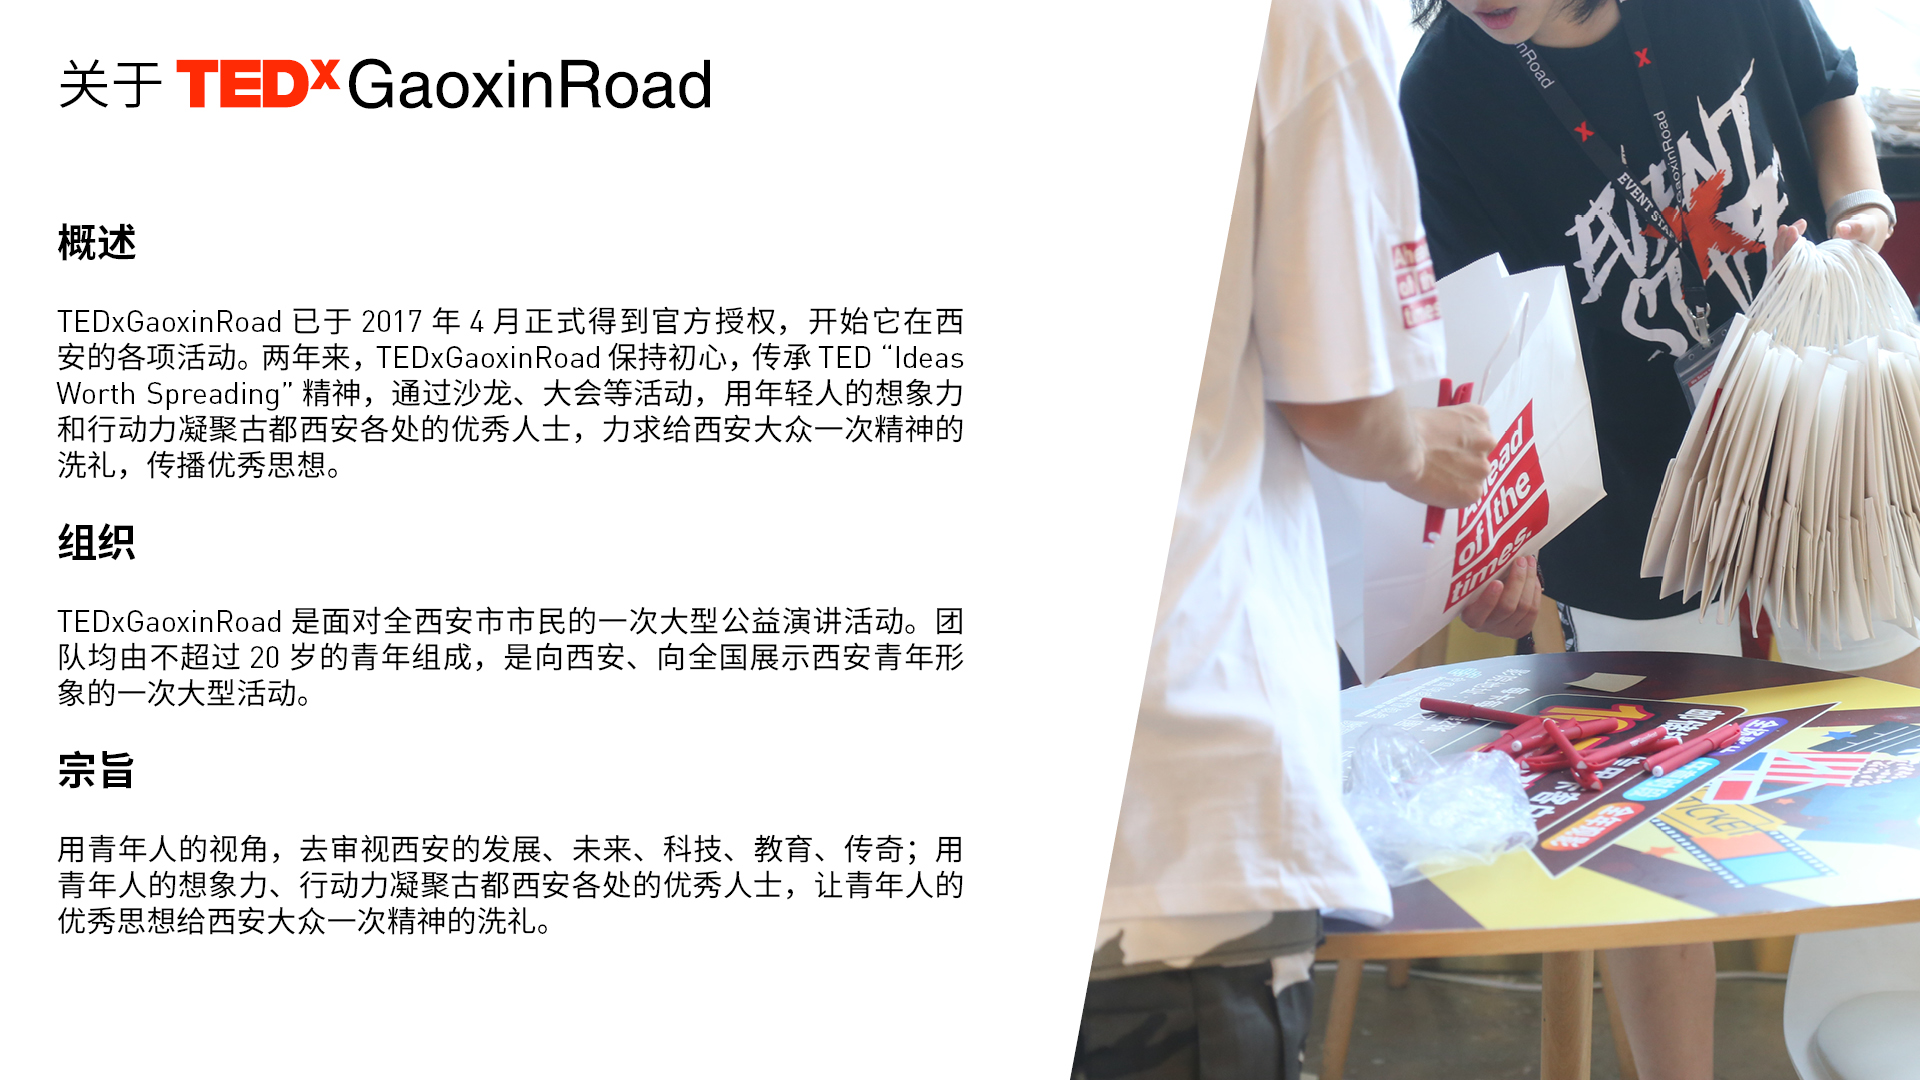 关于 TEDxGaoxinRoad
概述
TEDxGaoxinRoad 已于 2017 年 4 月正式得到官方授权，开始它在西
安的各项活动。两年来，TEDxGaoxinRoad 保持初心，传承 TED “Ideas
Worth Spreading” 精神，通过沙龙、大会等活动，用年轻人的想象力
和行动力凝聚古都西安各处的优秀人士，力求给西安大众一次精神的
洗礼，传播优秀思想。
组织
TEDxGaoxinRoad 是面对全西安市市民的一次大型公益演讲活动。团
队均由不超过 20 岁的青年组成，是向西安、向全国展示西安青年形
象的一次大型活动。
宗旨
用青年人的视角，去审视西安的发展、未来、科技、教育、传奇；用
青年人的想象力、行动力凝聚古都西安各处的优秀人士，让青年人的
优秀思想给西安大众一次精神的洗礼。
nRoad
x
x
GaoxinRoad
EVENT STAFF
EVENT
Ahead
of the
times.
TICKET